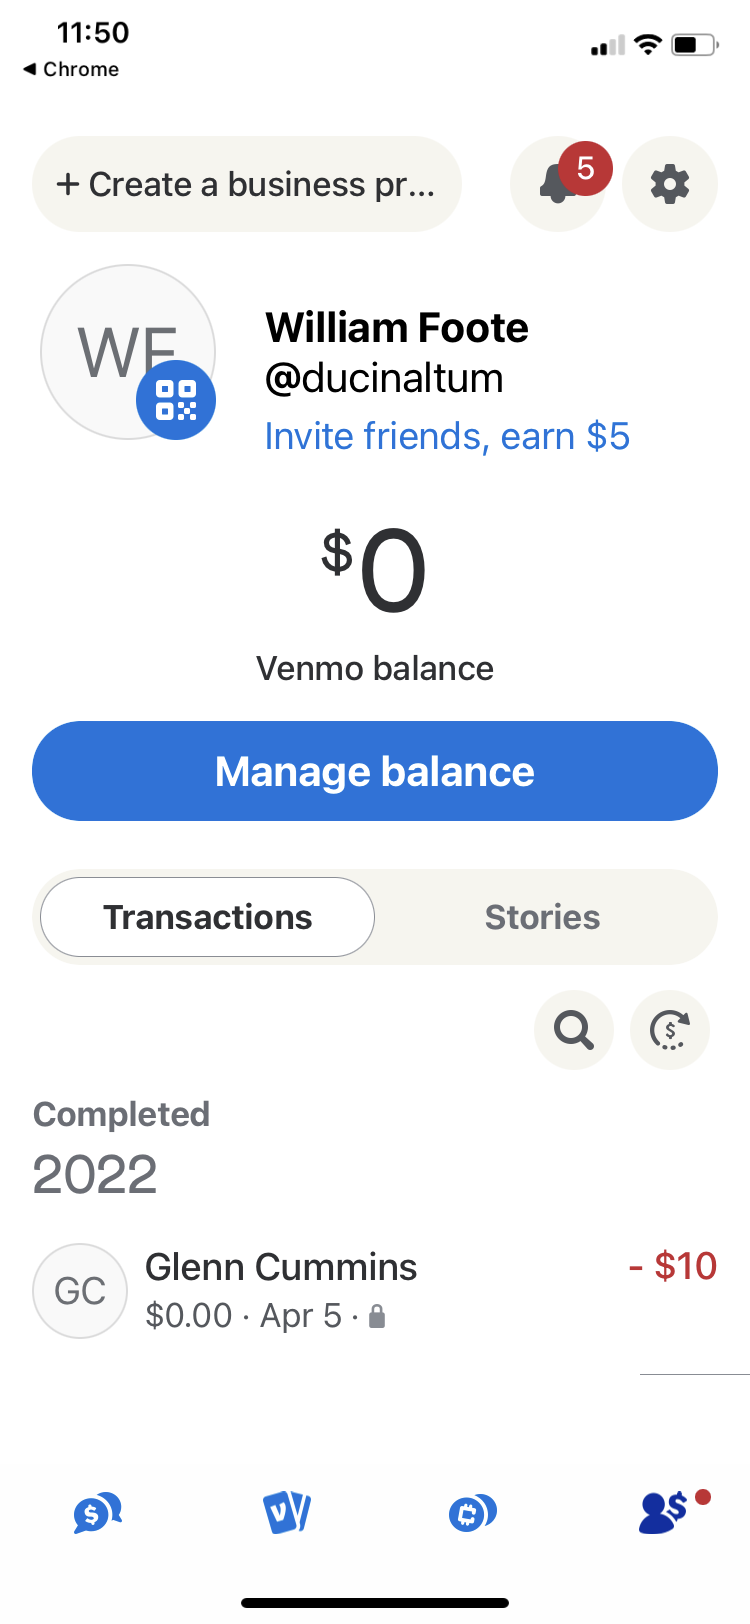 11:50
◀ Chrome
+ Create a business pr...
5
WF
William Foote
@ducinaltum
Invite friends, earn $5
$0
Venmo balance
Manage balance
Transactions
Stories
$
Completed
2022
GC
Glenn Cummins
- $10
$0.00 · Apr 5 ·